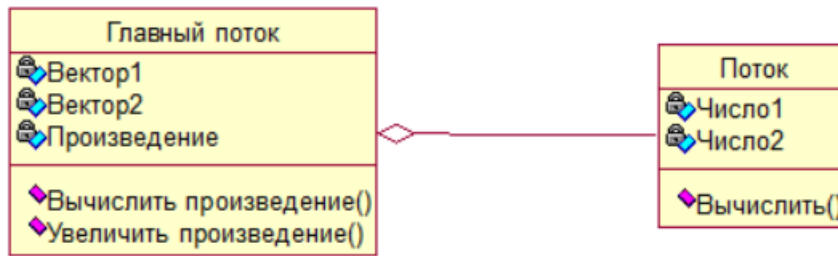 Главный поток
Вектор1
Вектор2
Произведение
Вычислить произведение()
Увеличить произведение()
Поток
Число1
Число2
Вычислить()